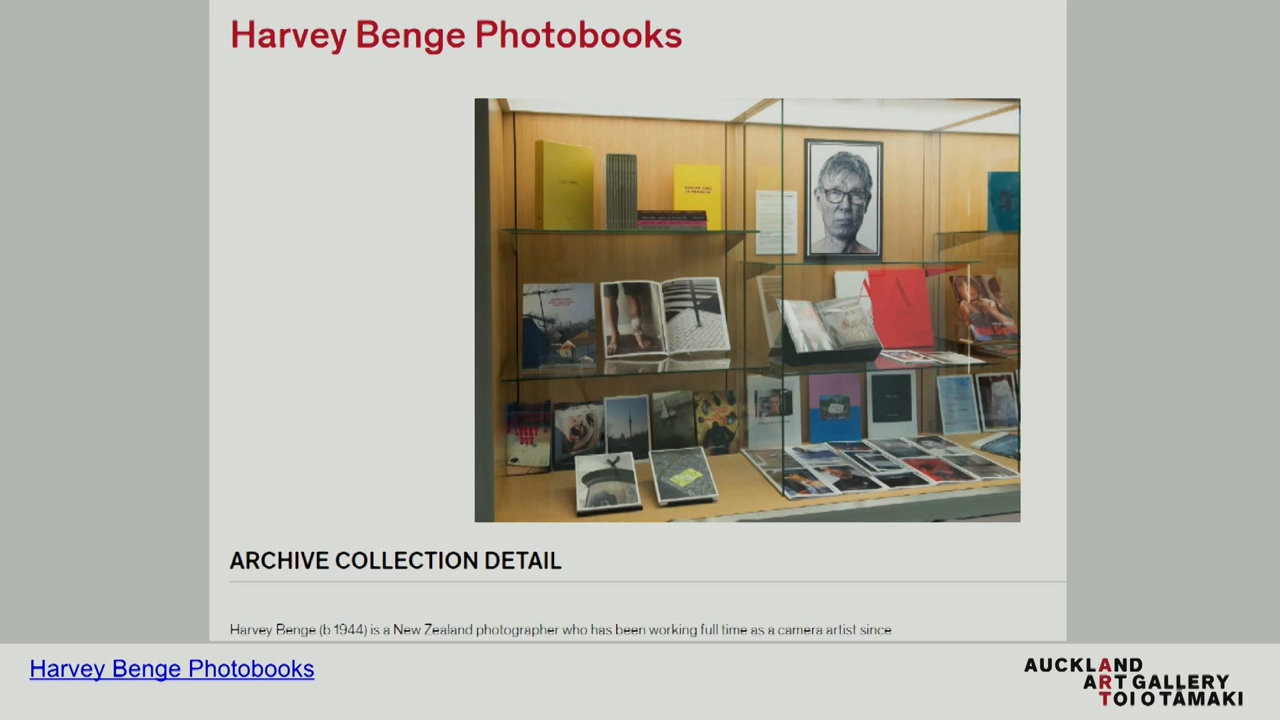 Harvey Benge Photobooks
ARCHIVE COLLECTION DETAIL
Harvey Benge (b 1944) is a New Zealand photographer who has been working full time as a camera artist since
Harvey Benge Photobooks
AUCKLAND
ART GALLERY
TOI O TAMAKI